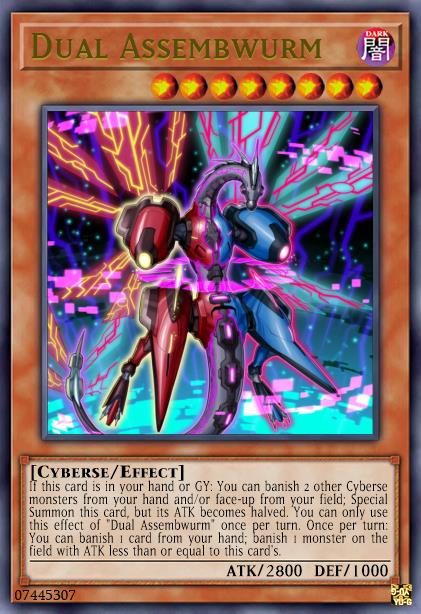 Dual Assembwurm
DARK
闇
[Cyberse/Effect]
If this card is in your hand or GY: You can banish 2 other Cyberse
monsters from your hand and/or face-up from your field; Special
Summon this card, but its ATK becomes halved. You can only use
this effect of "Dual Assembwurm" once per turn. Once per turn:
You can banish 1 card from your hand; banish 1 monster on the
field with ATK less than or equal to this card's.
ATK/2800 DEF/1000
07445307